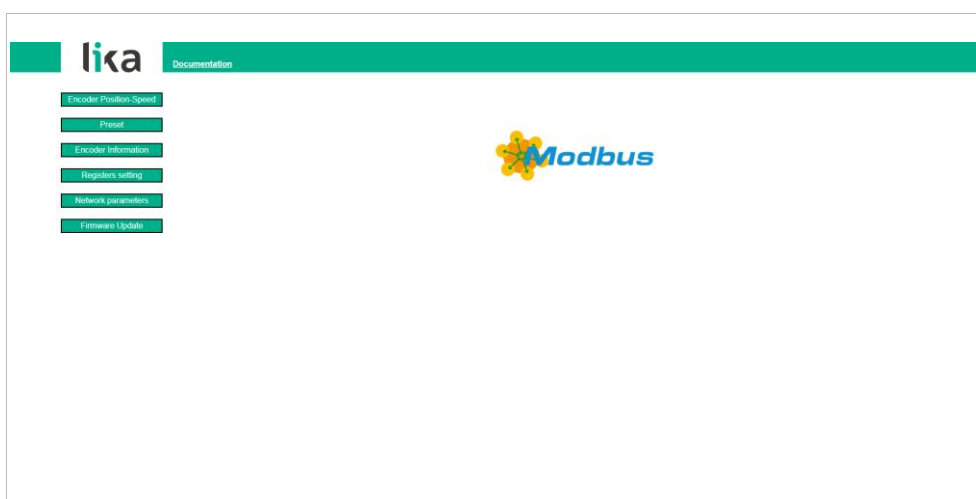 lika
Documentation
Encoder Position-Speed
Preset
Encoder Information
Registers setting
Network parameters
Firmware Update
Modbus